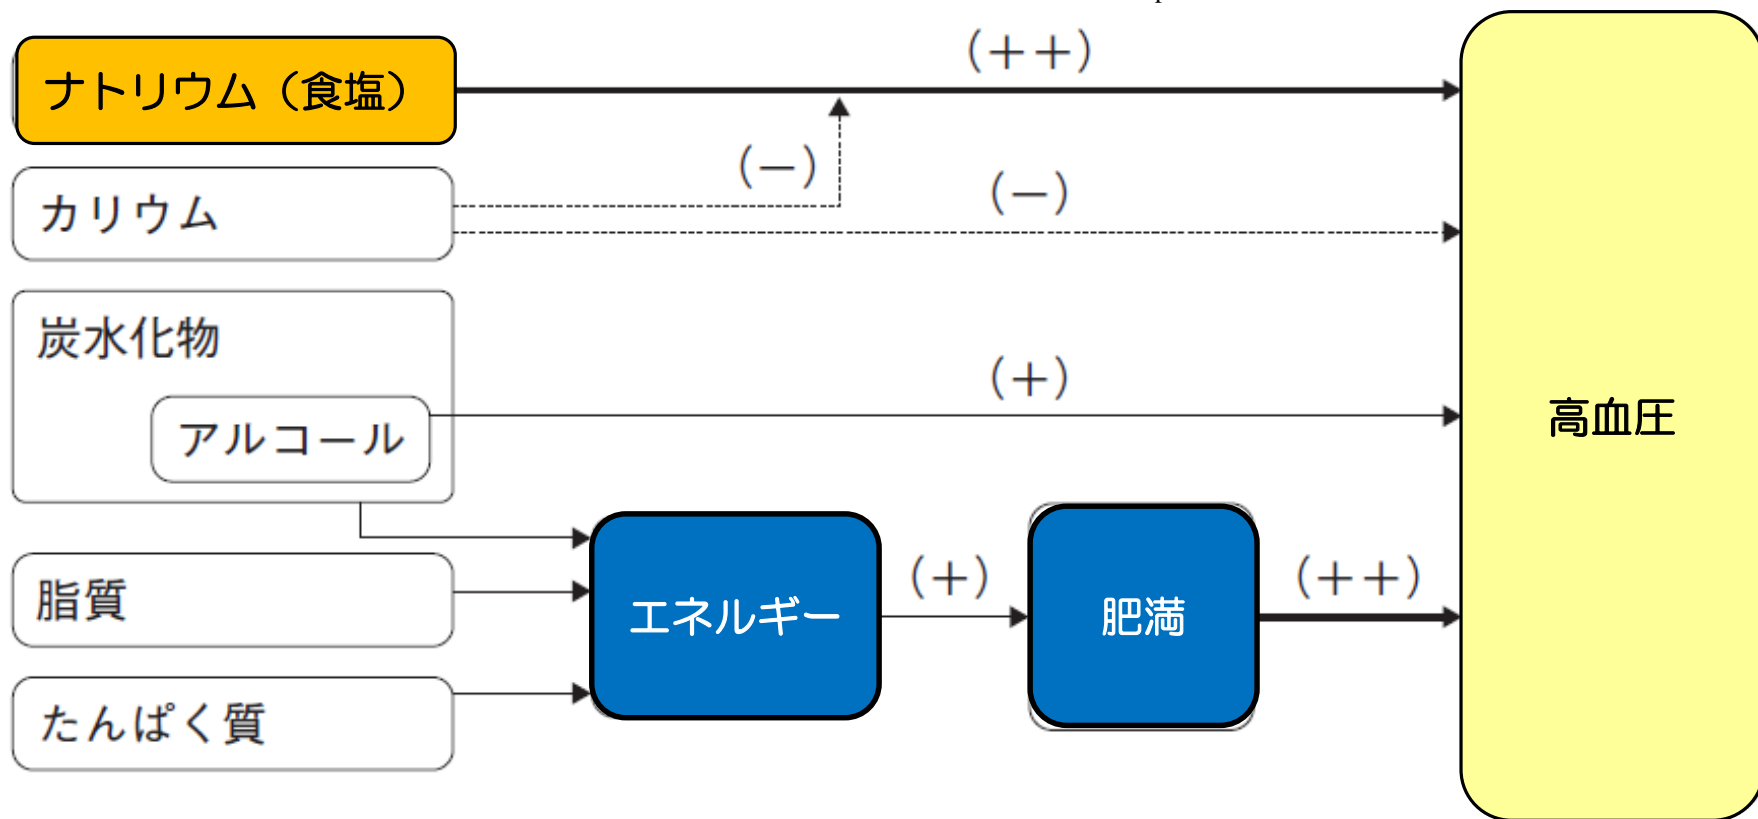 (++)
ナトリウム（食塩）
(−)
(−)
カリウム
炭水化物
(+)
アルコール
高血圧
(+)
(++)
脂質
エネルギー
肥満
たんぱく質